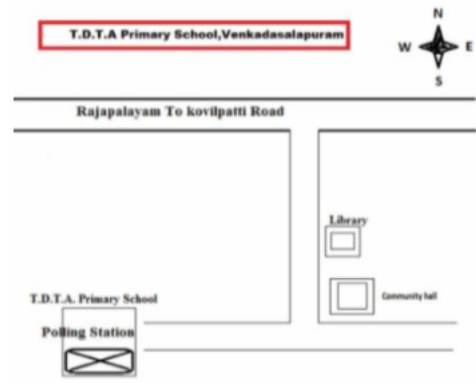 T.D.T.A Primary School,Venkadasalapuram
N
W E
S
Rajapalayam To kovilpatti Road
Library
Community hall
T.D.T.A. Primary School
Polling Station